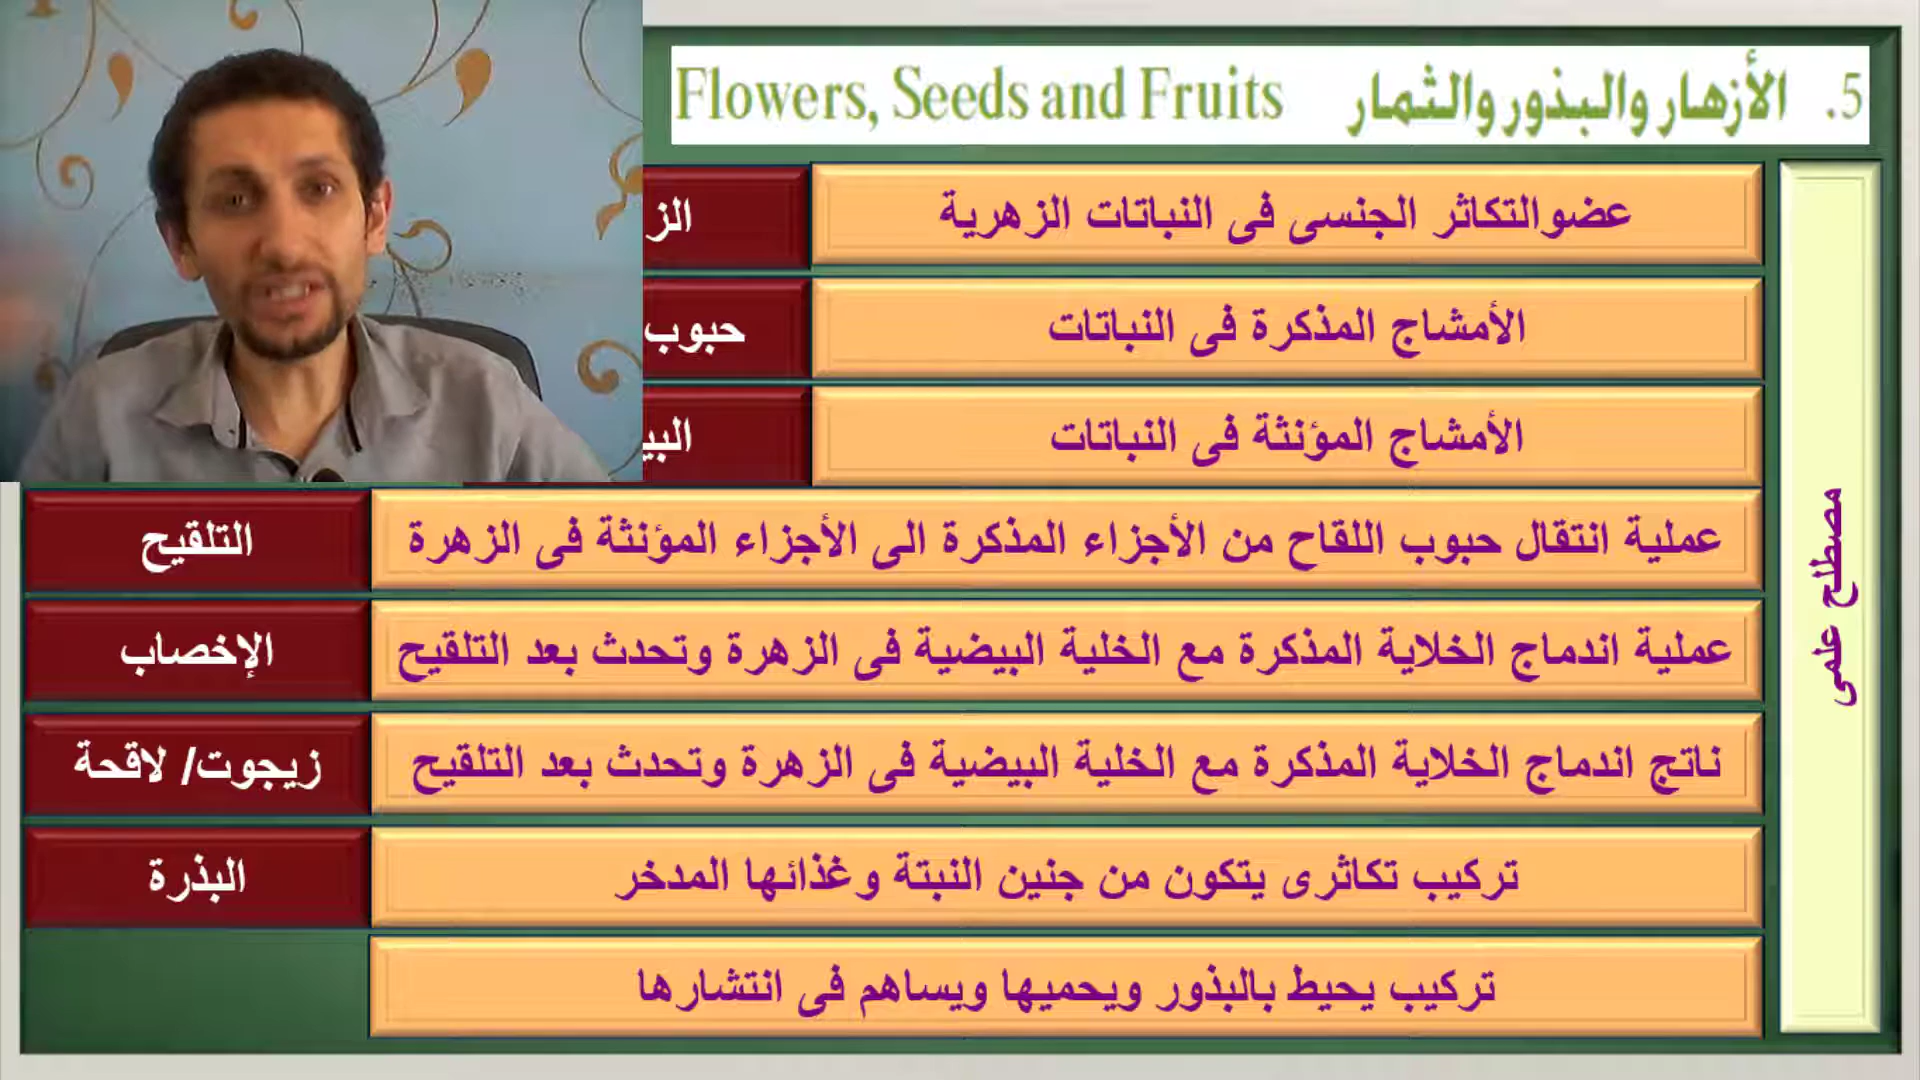 5. الأزهار والبذور والثمار Flowers, Seeds and Fruits
مصطلح علمى
عضوالتكاثر الجنسى فى النباتات الزهرية
الأمشاج المذكرة فى النباتات حبوب
الأمشاج المؤنثة فى النباتات
عملية انتقال حبوب اللقاح من الأجزاء المذكرة الى الأجزاء المؤنثة فى الزهرة التلقيح
عملية اندماج الخلاية المذكرة مع الخلية البيضية فى الزهرة وتحدث بعد التلقيح الإخصاب
ناتج اندماج الخلاية المذكرة مع الخلية البيضية فى الزهرة وتحدث بعد التلقيح زيجوت/ لاقحة
تركيب تكاثرى يتكون من جنين النبتة وغذائها المدخر البذرة
تركيب يحيط بالبذور ويحميها ويساهم فى انتشارها